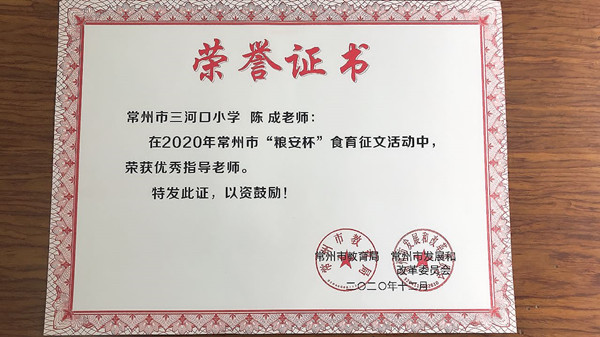 荣誉证书
常州市三河口小学 陈 成老师：
在2020年常州市“粮安杯”食育征文活动中，
荣获优秀指导老师。
特发此证，以资鼓励！
常州市教育局 常州市发展和
改革委员会
二〇二〇年十二月